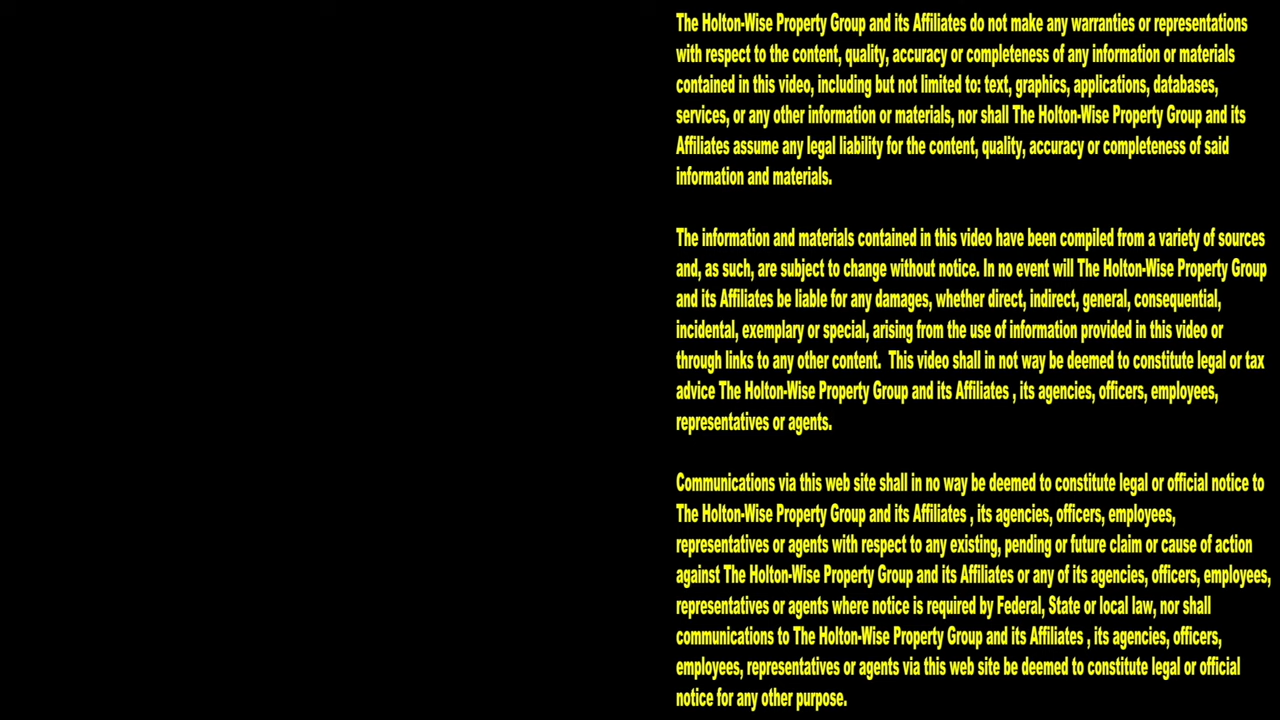 The Holton-Wise Property Group and its Affiliates do not make any warranties or representations
with respect to the content, quality, accuracy or completeness of any information or materials
contained in this video, including but not limited to: text, graphics, applications, databases,
services, or any other information or materials, nor shall The Holton-Wise Property Group and its
Affiliates assume any legal liability for the content, quality, accuracy or completeness of said
information and materials.
The information and materials contained in this video have been compiled from a variety of sources
and, as such, are subject to change without notice. In no event will The Holton-Wise Property Group
and its Affiliates be liable for any damages, whether direct, indirect, general, consequential,
incidental, exemplary or special, arising from the use of information provided in this video or
through links to any other content.  This video shall in not way be deemed to constitute legal or tax
advice The Holton-Wise Property Group and its Affiliates , its agencies, officers, employees,
representatives or agents.
Communications via this web site shall in no way be deemed to constitute legal or official notice to
The Holton-Wise Property Group and its Affiliates , its agencies, officers, employees,
representatives or agents with respect to any existing, pending or future claim or cause of action
against The Holton-Wise Property Group and its Affiliates or any of its agencies, officers, employees,
representatives or agents where notice is required by Federal, State or local law, nor shall
communications to The Holton-Wise Property Group and its Affiliates , its agencies, officers,
employees, representatives or agents via this web site be deemed to constitute legal or official
notice for any other purpose.